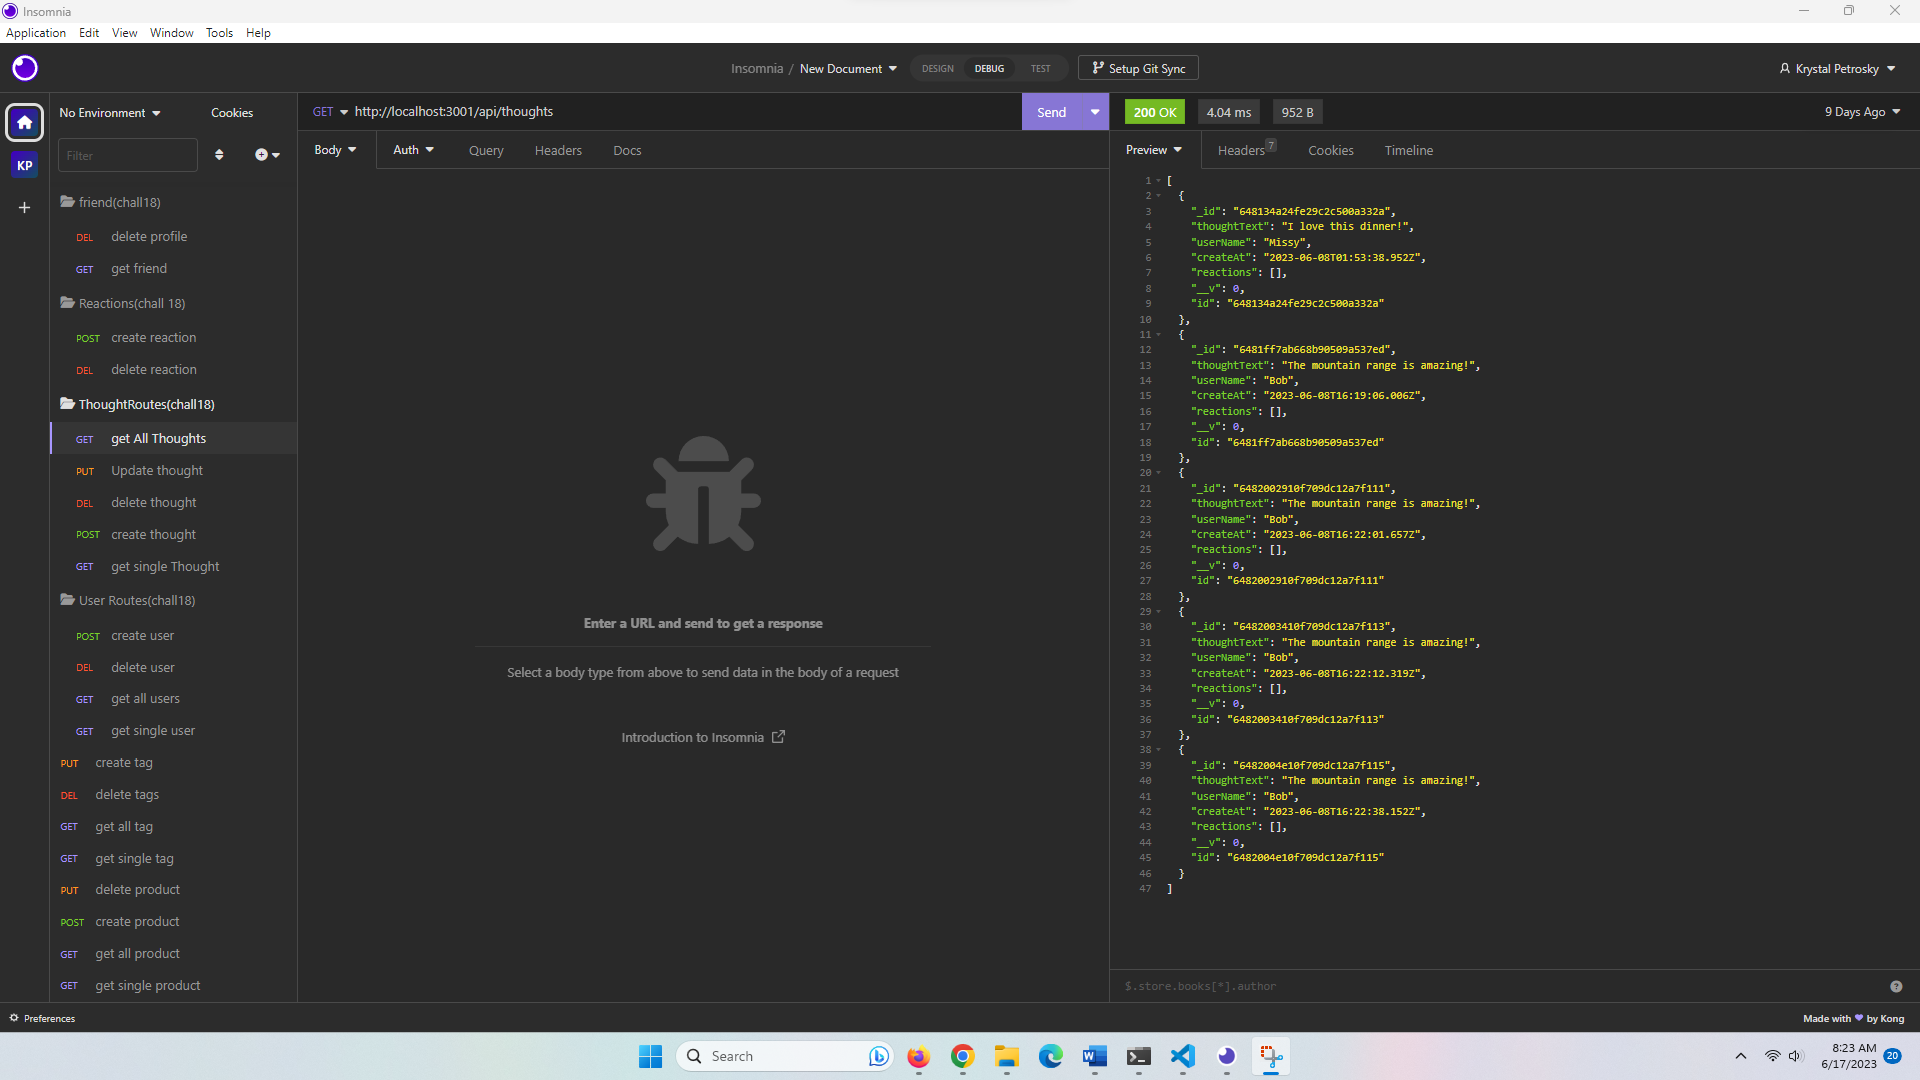 Insomnia
Application Edit View Window Tools Help
Insomnia / New Document DESIGN DEBUG TEST Setup Git Sync Krystal Petrosky
No Environment Cookies
Filter
KP
friend(chall18)
DEL delete profile
GET get friend
Reactions(chall 18)
POST create reaction
DEL delete reaction
ThoughtRoutes(chall18)
GET get All Thoughts
PUT Update thought
DEL delete thought
POST create thought
GET get single Thought
User Routes(chall18)
POST create user
DEL delete user
GET get all users
GET get single user
PUT create tag
DEL delete tags
GET get all tag
GET get single tag
PUT delete product
POST create product
GET get all product
GET get single product
GET http://localhost:3001/api/thoughts Send
Body Auth Query Headers Docs
Enter a URL and send to get a response
Select a body type from above to send data in the body of a request
Introduction to Insomnia
200 OK 4.04 ms 952 B 9 Days Ago
Preview Headers 7 Cookies Timeline
1 [
2 {
3 "_id": "648134a24fe29c2c500a332a",
4 "thoughtText": "I love this dinner!",
5 "userName": "Missy",
6 "createAt": "2023-06-08T01:53:38.952Z",
7 "reactions": [],
8 "__v": 0,
9 "id": "648134a24fe29c2c500a332a"
10 },
11 {
12 "_id": "6481ff7ab668b90509a537ed",
13 "thoughtText": "The mountain range is amazing!",
14 "userName": "Bob",
15 "createAt": "2023-06-08T16:19:06.006Z",
16 "reactions": [],
17 "__v": 0,
18 "id": "6481ff7ab668b90509a537ed"
19 },
20 {
21 "_id": "6482002910f709dc12a7f111",
22 "thoughtText": "The mountain range is amazing!",
23 "userName": "Bob",
24 "createAt": "2023-06-08T16:22:01.657Z",
25 "reactions": [],
26 "__v": 0,
27 "id": "6482002910f709dc12a7f111"
28 },
29 {
30 "_id": "6482003410f709dc12a7f113",
31 "thoughtText": "The mountain range is amazing!",
32 "userName": "Bob",
33 "createAt": "2023-06-08T16:22:12.319Z",
34 "reactions": [],
35 "__v": 0,
36 "id": "6482003410f709dc12a7f113"
37 },
38 {
39 "_id": "6482004e10f709dc12a7f115",
40 "thoughtText": "The mountain range is amazing!",
41 "userName": "Bob",
42 "createAt": "2023-06-08T16:22:38.152Z",
43 "reactions": [],
44 "__v": 0,
45 "id": "6482004e10f709dc12a7f115"
46 }
47 ]
$.store.books[*].author
Preferences Made with by Kong
Search
8:23 AM
6/17/2023 20